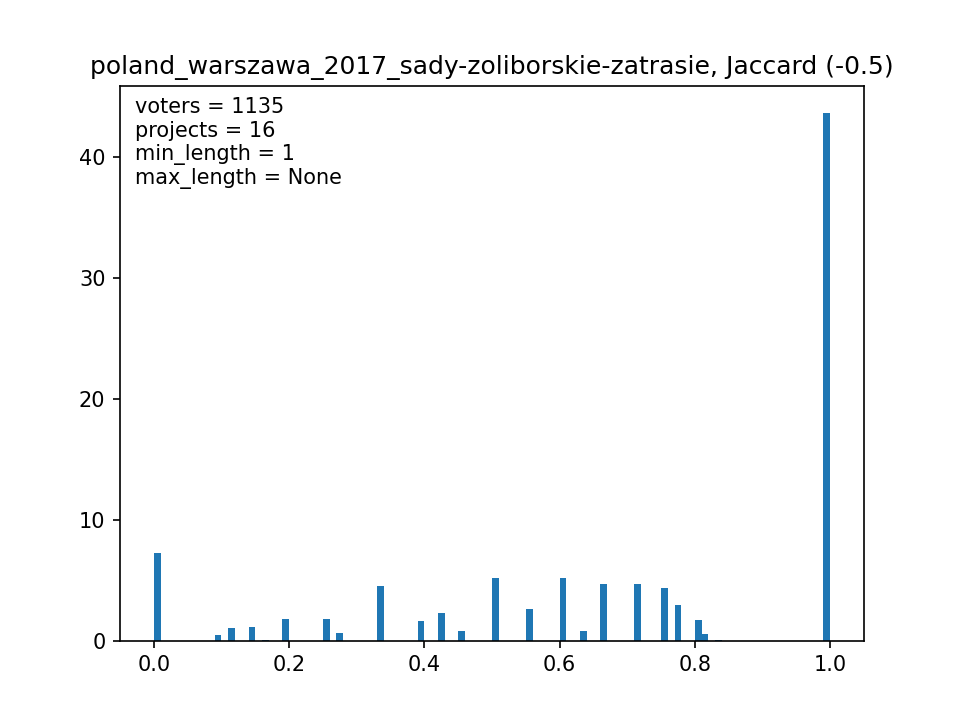 poland_warszawa_2017_sady-zoliborskie-zatrasie, Jaccard (-0.5)
voters = 1135
projects = 16
min_length = 1
max_length = None
40
30
20
10
0
0.0 0.2 0.4 0.6 0.8 1.0